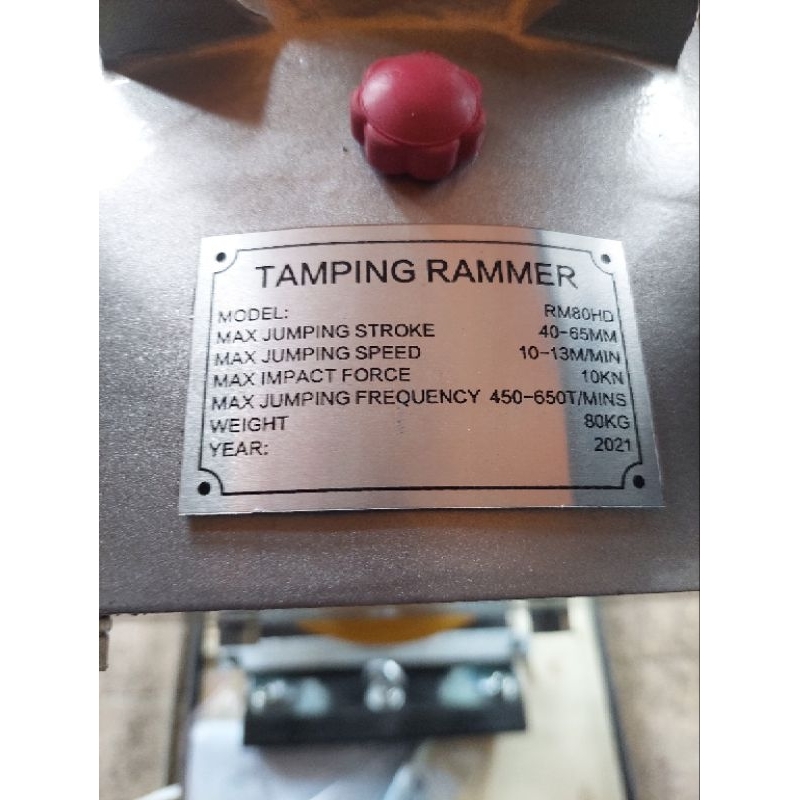 TAMPING RAMMER
MODEL: RM80HD
MAX JUMPING STROKE 40-65MM
MAX JUMPING SPEED 10-13M/MIN
MAX IMPACT FORCE 10KN
MAX JUMPING FREQUENCY 450-650T/MINS
WEIGHT 80KG
YEAR: 2021